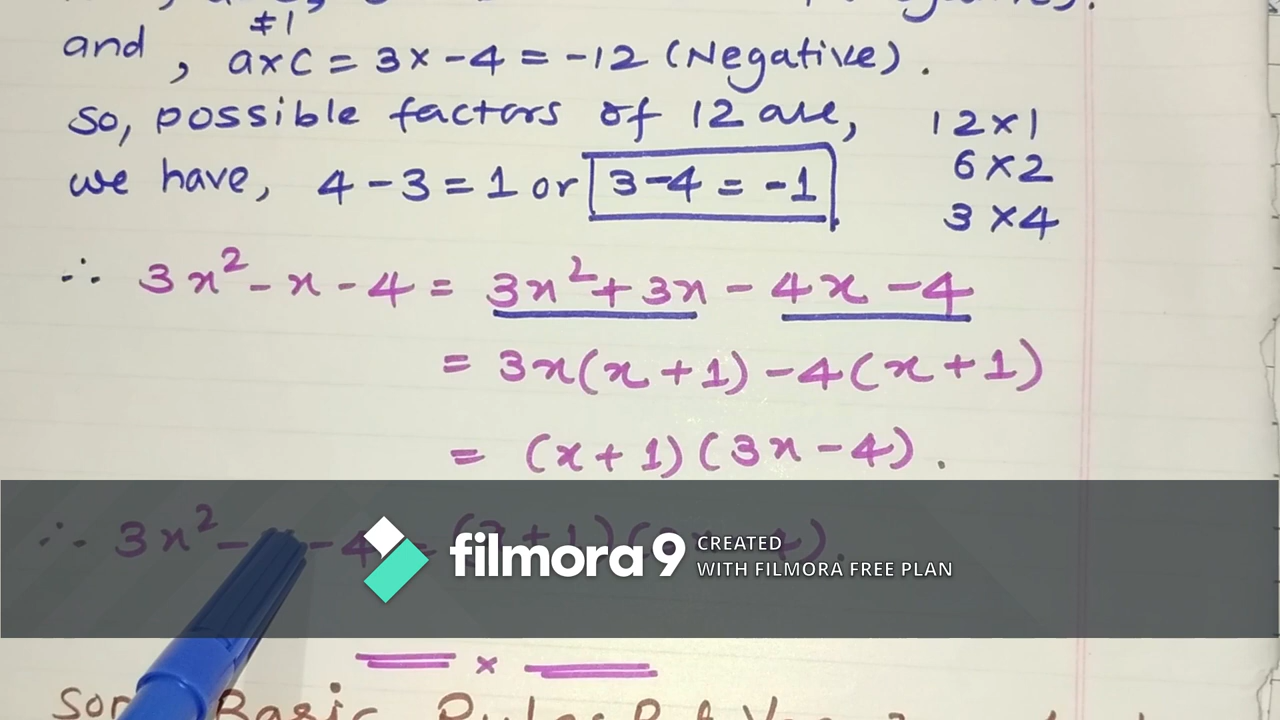 ≠1
and , a×c = 3×-4 = -12 (Negative).
So, possible factors of 12 are, 12×1
6×2
we have, 4-3=1 or 3-4 = -1
3×4
∴ 3x²-x-4 = 3x²+3x - 4x-4
= 3x(x+1)-4(x+1)
= (x+1)(3x-4).
∴ 3x²-
filmora9 CREATED
WITH FILMORA FREE PLAN
×
Basic